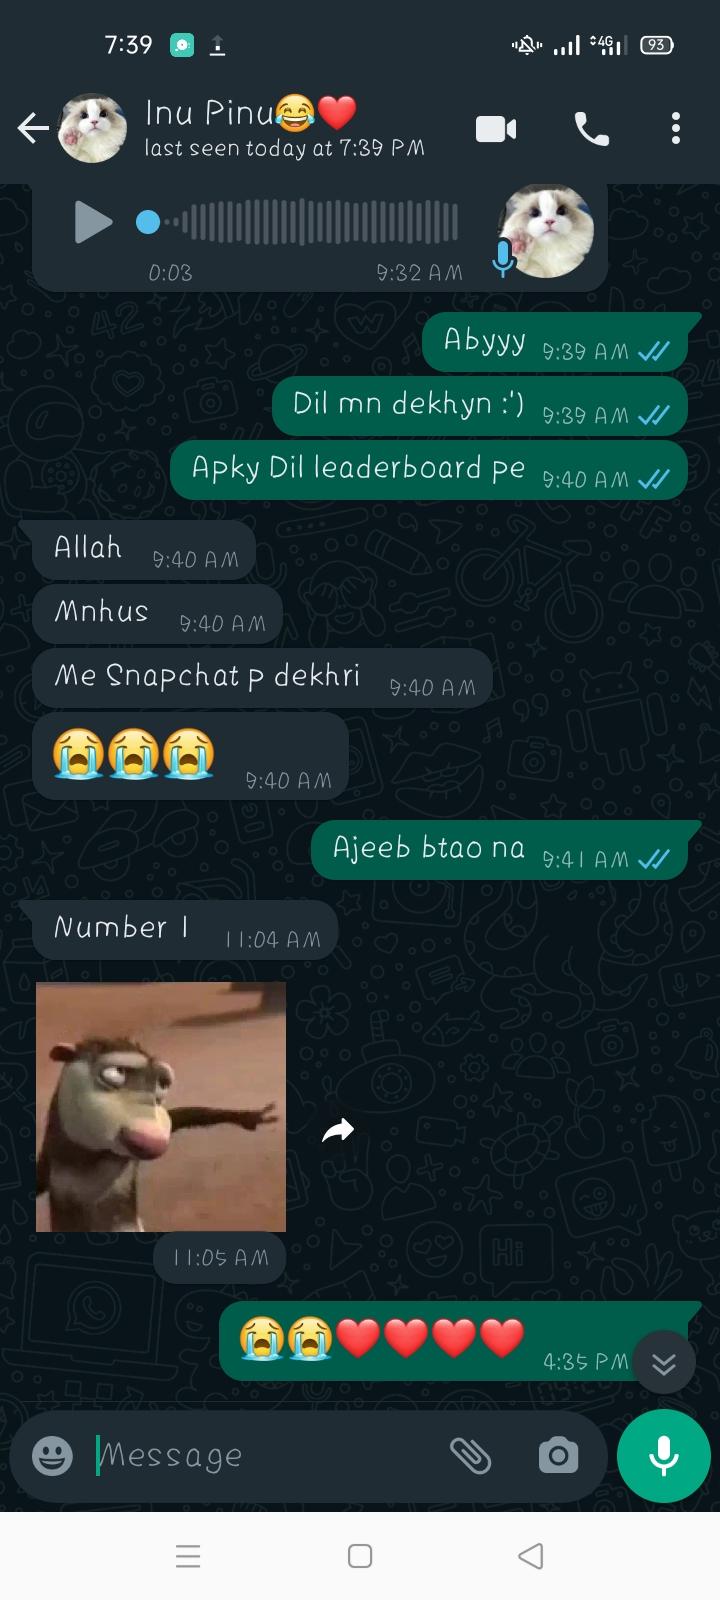 7:39
4G
93
Inu Pinu😂❤️
last seen today at 7:39 PM
0:03 9:32 AM
Abyyy 9:39 AM
Dil mn dekhyn :') 9:39 AM
Apky Dil leaderboard pe 9:40 AM
Allah 9:40 AM
Mnhus 9:40 AM
Me Snapchat p dekhri 9:40 AM
😭😭😭 9:40 AM
Ajeeb btao na 9:41 AM
Number 1 11:04 AM
11:05 AM
😭😭❤️❤️❤️❤️ 4:35 PM
Message